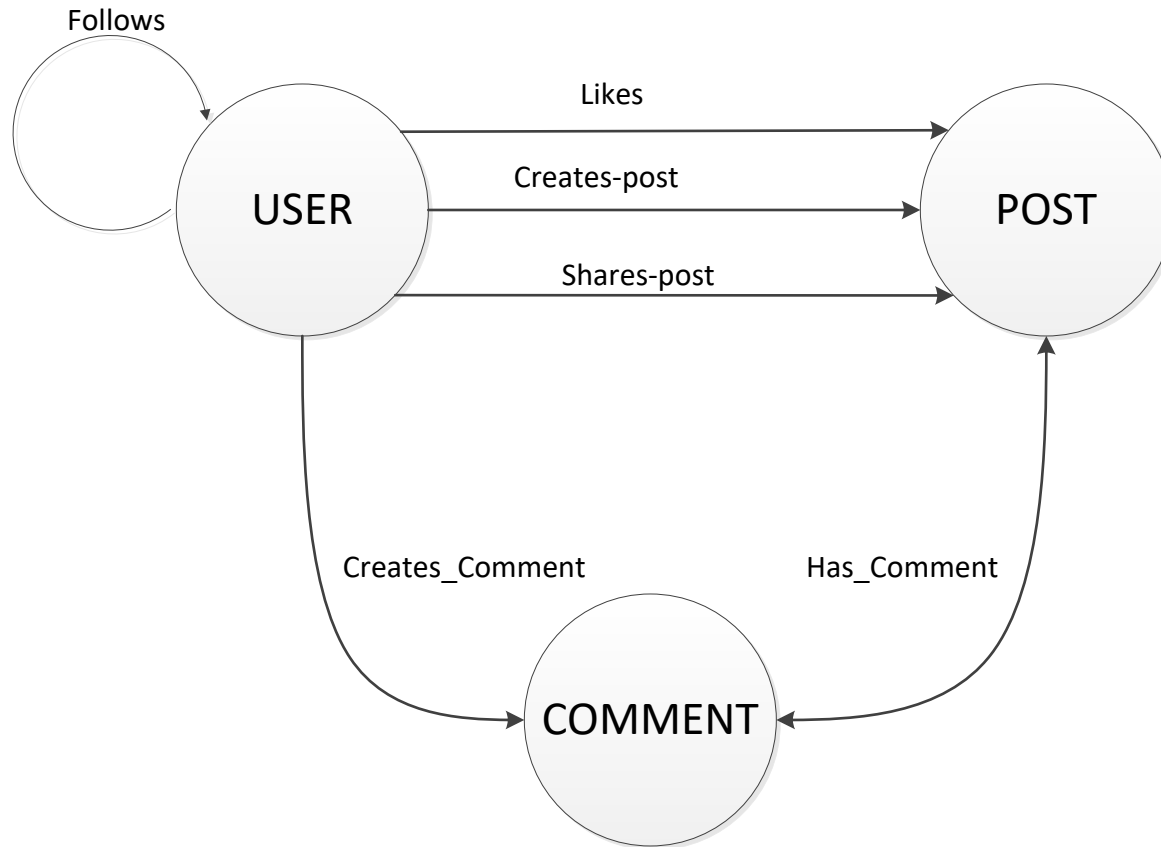 Follows
Likes
Creates-post
USER
POST
Shares-post
Creates_Comment
Has_Comment
COMMENT